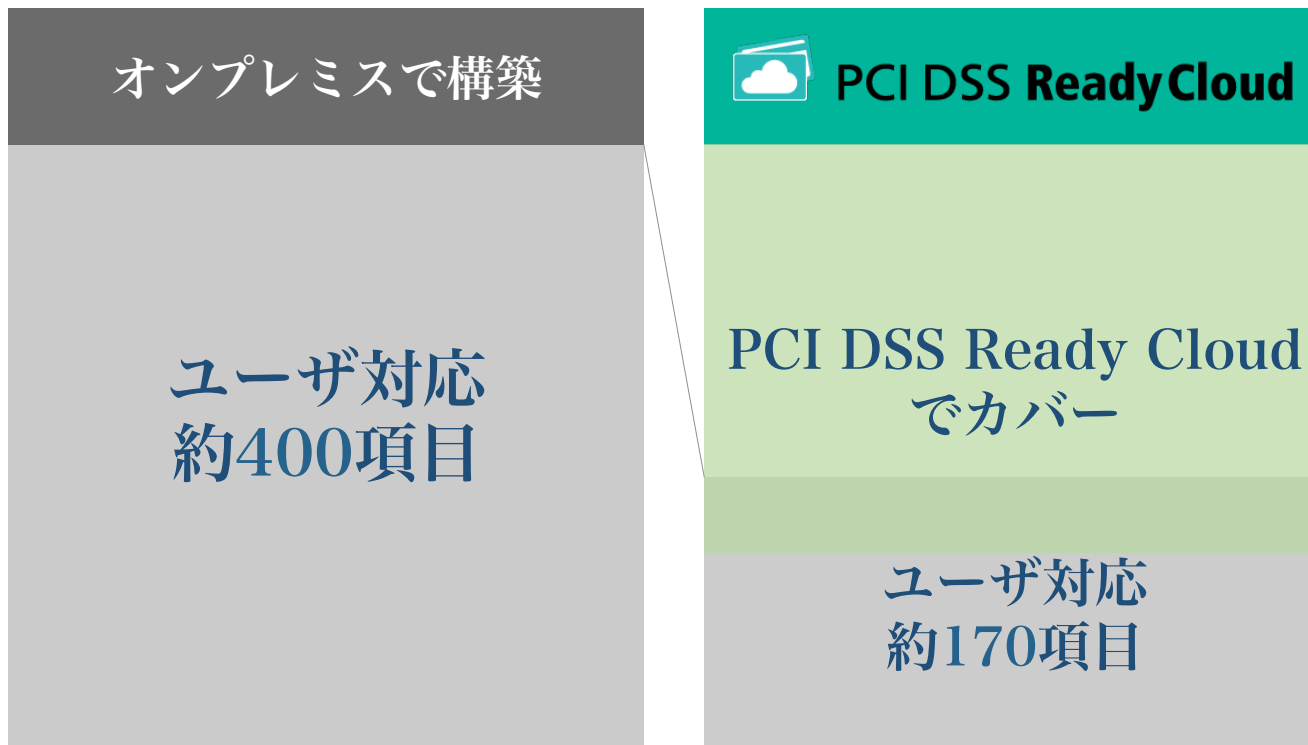 オンプレミスで構築
ユーザ対応
約400項目
PCI DSS ReadyCloud
PCI DSS Ready Cloud
でカバー
ユーザ対応
約170項目